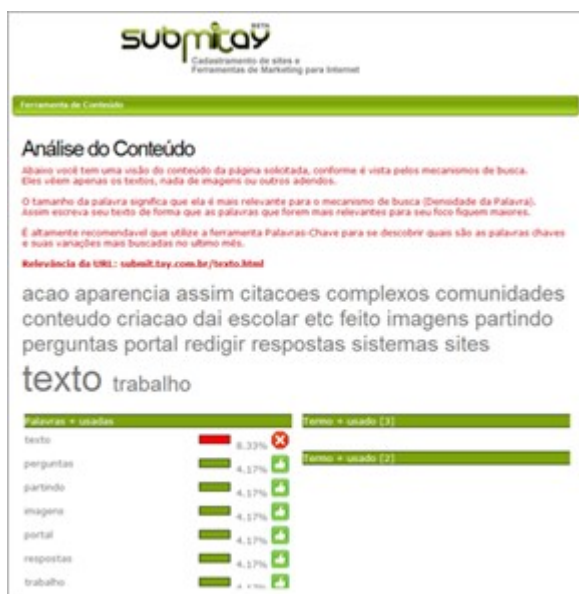 submitay BETA
Cadastramento de sites e
Ferramentas de Marketing para Internet
Ferramenta de Conteúdo
Análise do Conteúdo
Abaixo você tem uma visão do conteúdo da página solicitada, conforme é vista pelos mecanismos de busca.
Eles vêem apenas os textos, nada de imagens ou outros adendos.
O tamanho da palavra significa que ela é mais relevante para o mecanismo de busca (Densidade da Palavra).
Assim escreva seu texto de forma que as palavras que forem mais relevantes para seu foco fiquem maiores.
É altamente recomendavel que utilize a ferramenta Palavras-Chave para se descobrir quais são as palavras chaves
e suas variações mais buscadas no ultimo mês.
Relevância da URL: submit.tay.com.br/texto.html
acao aparencia assim citacoes complexos comunidades
conteudo criacao dai escolar etc feito imagens partindo
perguntas portal redigir respostas sistemas sites
texto trabalho
Palavras + usadas
texto 8.33%
perguntas 4.17%
partindo 4.17%
imagens 4.17%
portal 4.17%
respostas 4.17%
trabalho
Termo + usado [3]
Termo + usado [2]